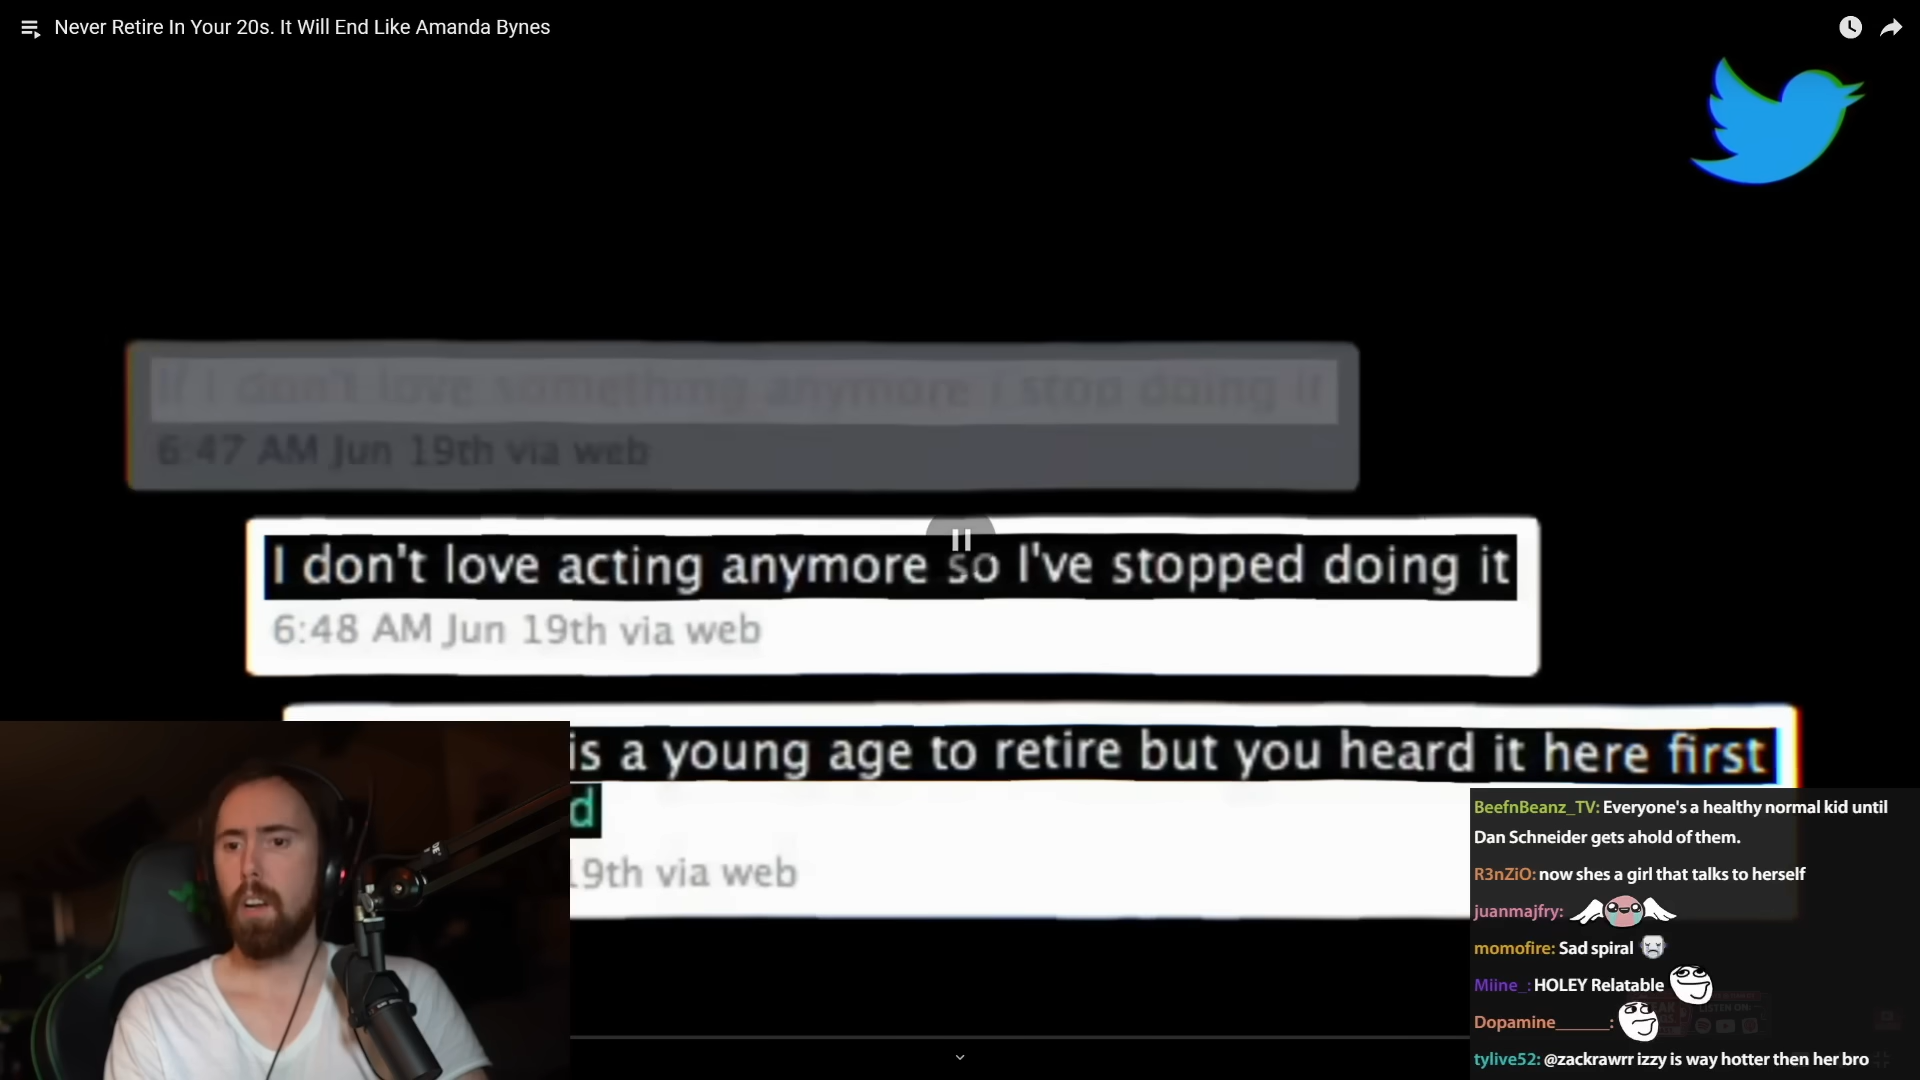 Never Retire In Your 20s. It Will End Like Amanda Bynes
If I don't love something anymore I stop doing it
6:47 AM Jun 19th via web
I don't love acting anymore so I've stopped doing it
6:48 AM Jun 19th via web
is a young age to retire but you heard it here first
d
19th via web
BeefnBeanz_TV: Everyone's a healthy normal kid until
Dan Schneider gets ahold of them.
R3nZiO: now shes a girl that talks to herself
juanmajfry:
momofire: Sad spiral
Miine_: HOLEY Relatable
LISTEN ON:
Dopamine______:
tylive52: @zackrawrr izzy is way hotter then her bro